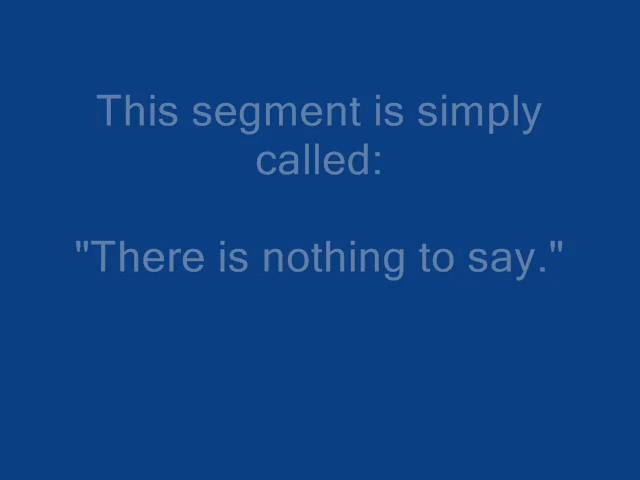 This segment is simply
called:
"There is nothing to say."